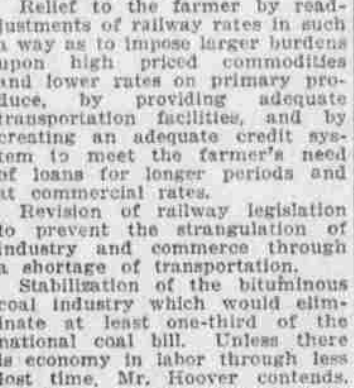 Relief to the farmer by read-
justments of railway rates in such
a way as to impose larger burdens
upon high priced commodities
and lower rates on primary pro-
duce, by providing adequate
transportation facilities, and by
creating an adequate credit sys-
tem to meet the farmer's need
of loans for longer periods and
at commercial rates.
Revision of railway legislation
to prevent the strangulation of
industry and commerce through
a shortage of transportation.
Stabilization of the bituminous
coal industry which would elim-
inate at least one-third of the
national coal bill. Unless there
is economy in labor through less
lost time, Mr. Hoover contends,